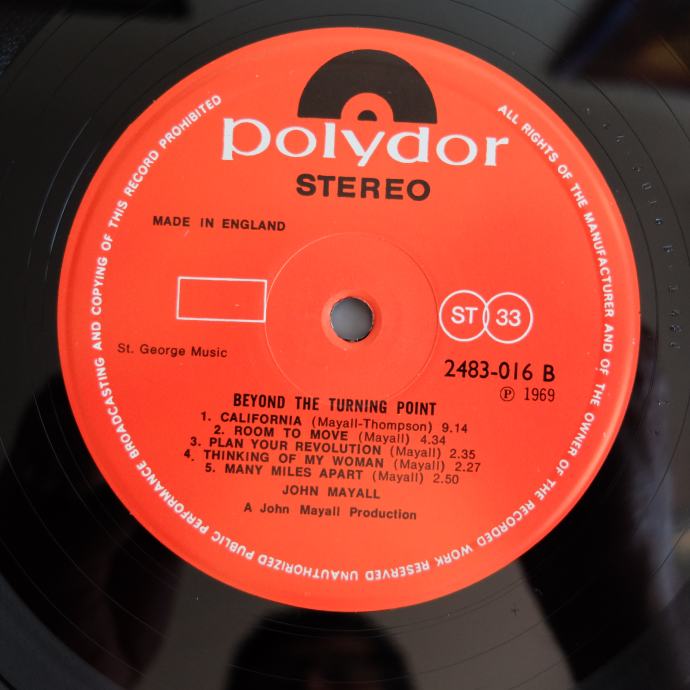 polydor
STEREO
MADE IN ENGLAND
ST 33
St. George Music
2483-016 B
℗ 1969
BEYOND THE TURNING POINT
1. CALIFORNIA (Mayall-Thompson) 9.14
2. ROOM TO MOVE (Mayall) 4.34
3. PLAN YOUR REVOLUTION (Mayall) 2.35
4. THINKING OF MY WOMAN (Mayall) 2.27
5. MANY MILES APART (Mayall) 2.50
JOHN MAYALL
A John Mayall Production
ALL RIGHTS OF THE MANUFACTURER AND OF THE OWNER OF THE RECORDED WORK RESERVED UNAUTHORIZED PUBLIC PERFORMANCE BROADCASTING AND COPYING OF THIS RECORD PROHIBITED